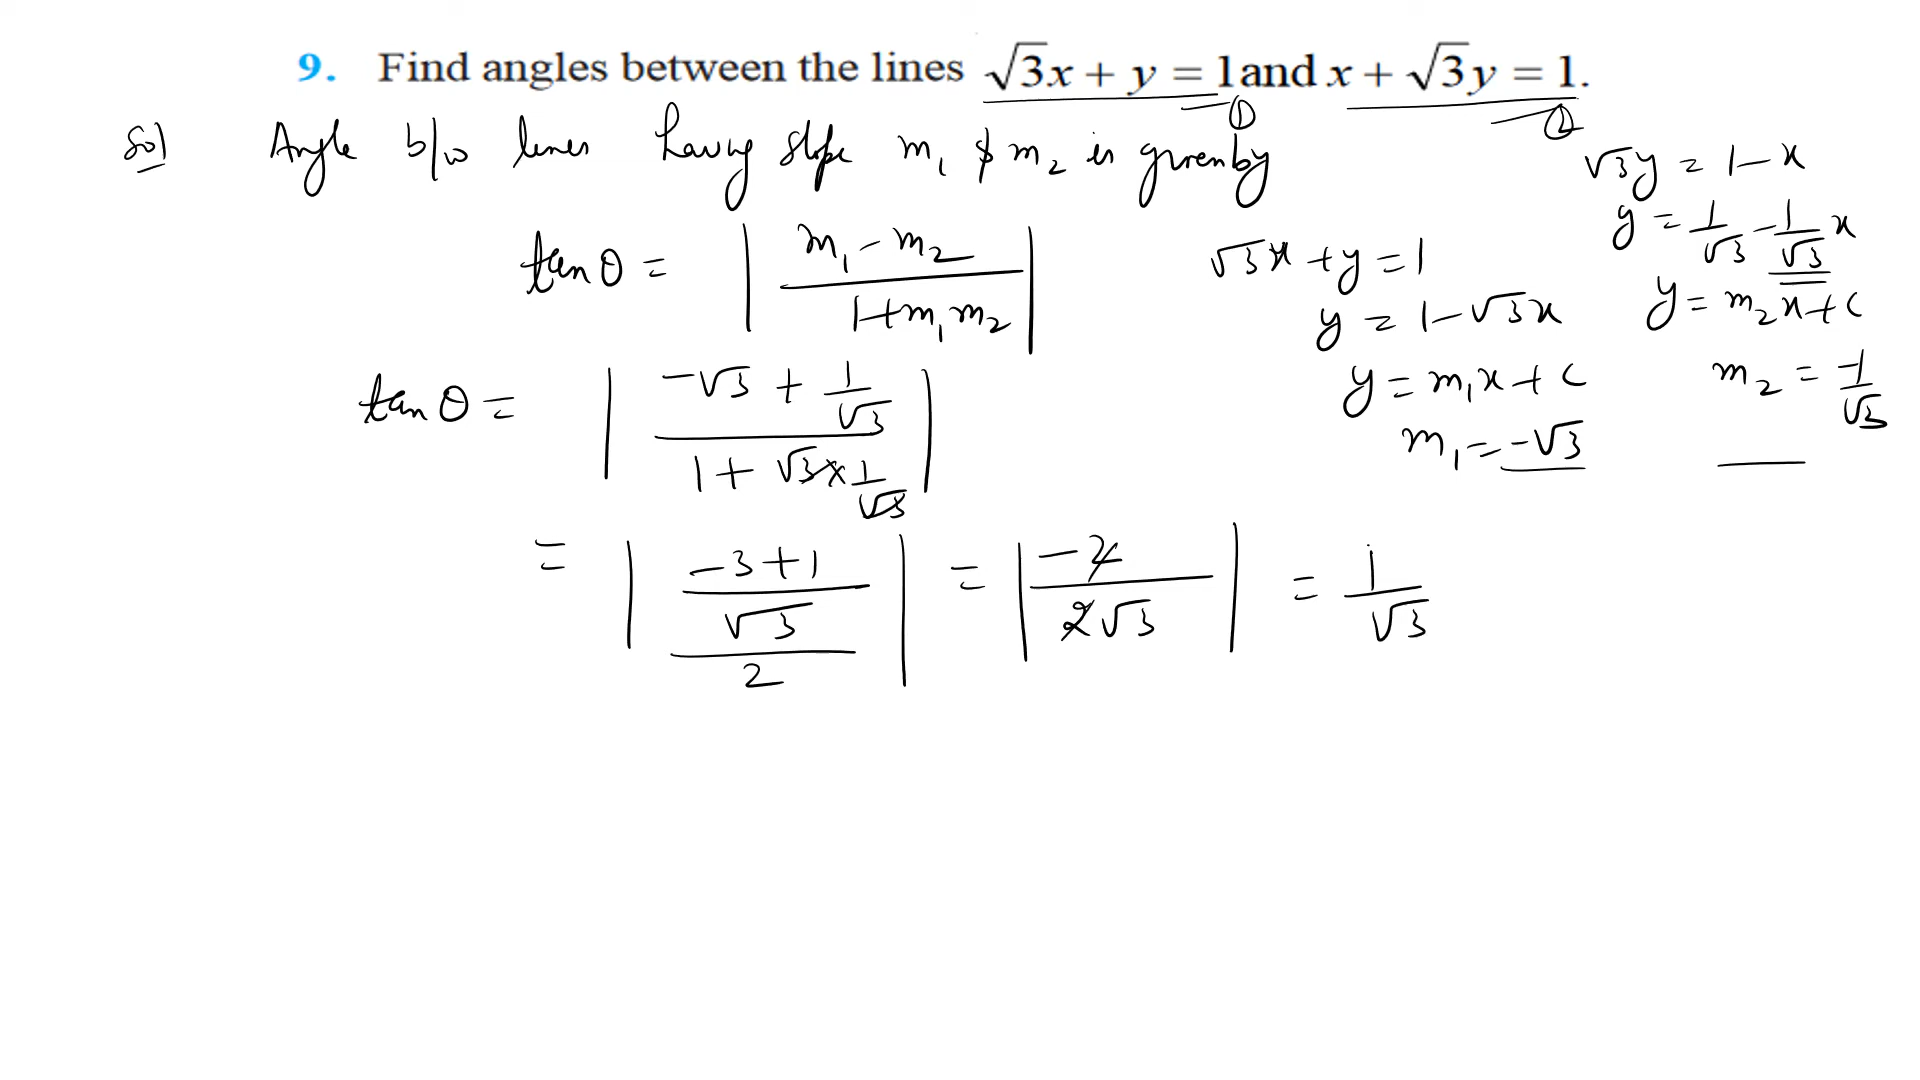 9. Find angles between the lines √3x + y = 1 and x + √3y = 1.
① ②
Sol Angle b/w lines having slope m₁ & m₂ is given by
tan θ = | (m₁ - m₂) / (1 + m₁m₂) |
tan θ = | (-√3 + 1/√3) / (1 + √3 × 1/√3) |
= | ((-3 + 1)/√3) / 2 | = | -2 / 2√3 | = 1/√3
√3x + y = 1
y = 1 - √3x
y = m₁x + c
m₁ = -√3
√3y = 1 - x
y = 1/√3 - 1/√3 x
y = m₂x + c
m₂ = -1/√3